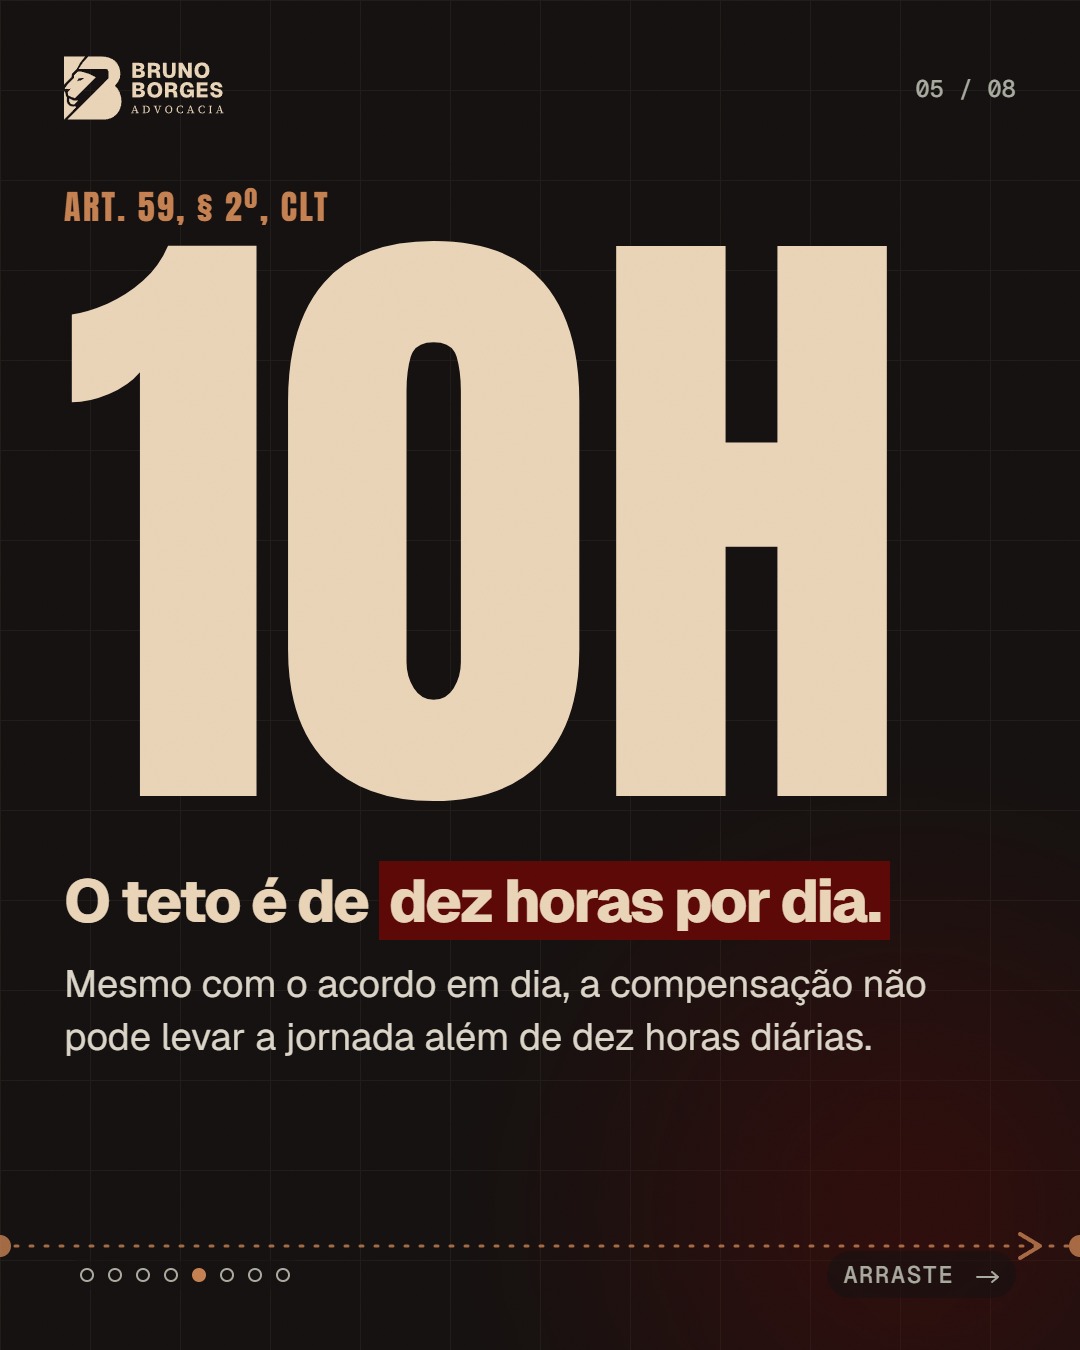 BRUNO
BORGES
ADVOCACIA
05 / 08
ART. 59, § 2º, CLT
10H
O teto é de dez horas por dia.
Mesmo com o acordo em dia, a compensação não
pode levar a jornada além de dez horas diárias.
ARRASTE →